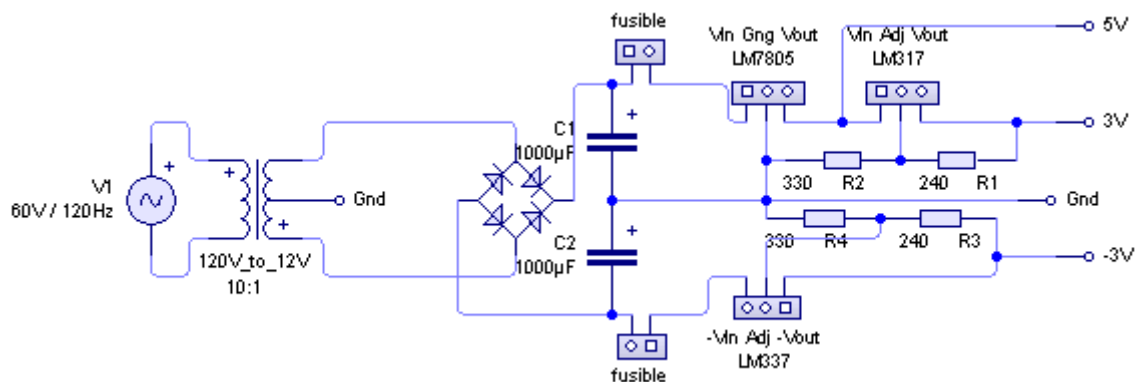 fusible
Vin Gng Vout
LM7805
Vin Adj Vout
LM317
5V
3V
C1
1000µF
330 R2
240 R1
V1
60V / 120Hz
Gnd
Gnd
120V_to_12V
10:1
C2
1000µF
330 R4
240 R3
-3V
-Vin Adj -Vout
LM337
fusible